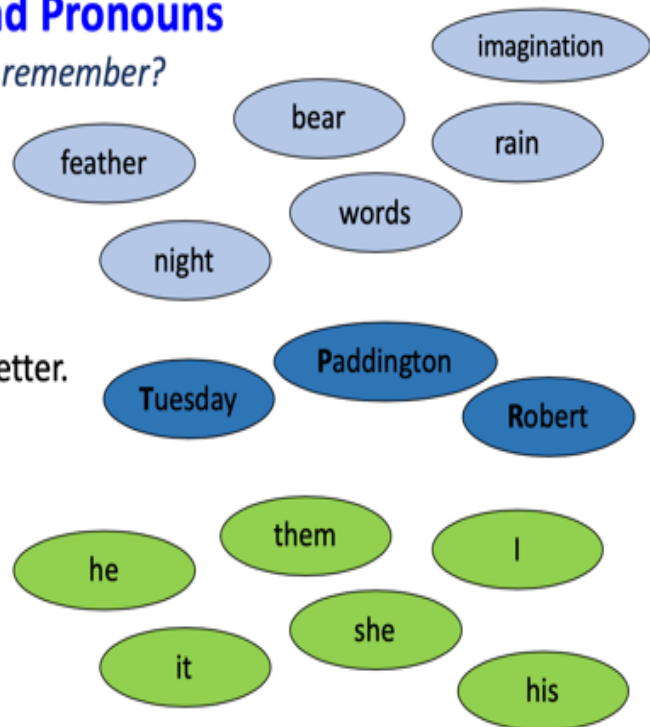 d Pronouns
remember?
imagination
bear
rain
feather
words
night
etter.
Paddington
Tuesday
Robert
them
I
he
she
it
his